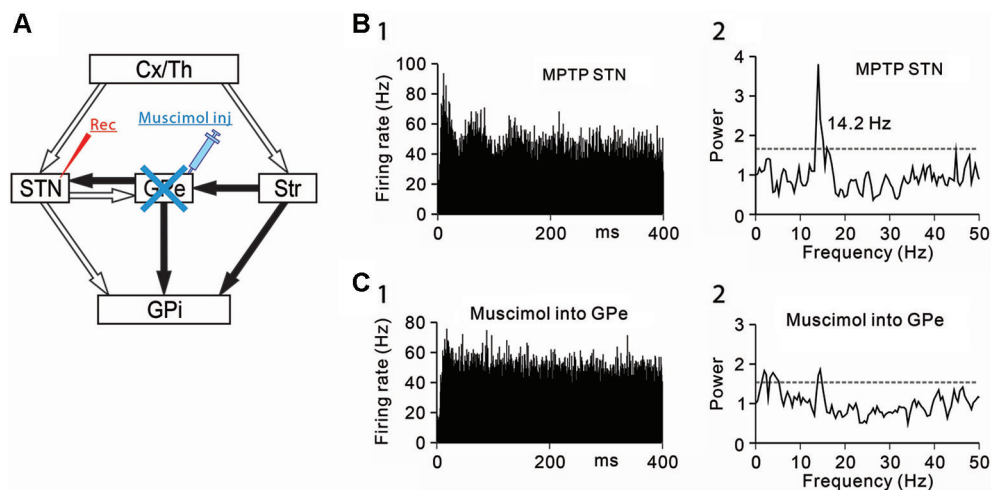 A
Cx/Th
Rec
Muscimol inj
STN
GPe
Str
GPi
B
1
MPTP STN
Firing rate (Hz)
100
80
60
40
20
0
0
200
ms
400
2
MPTP STN
14.2 Hz
Power
4
3
2
1
0
0
10
20
30
40
50
Frequency (Hz)
C
1
Muscimol into GPe
Firing rate (Hz)
80
60
40
20
0
0
200
ms
400
2
Muscimol into GPe
Power
3
2
1
0
0
10
20
30
40
50
Frequency (Hz)